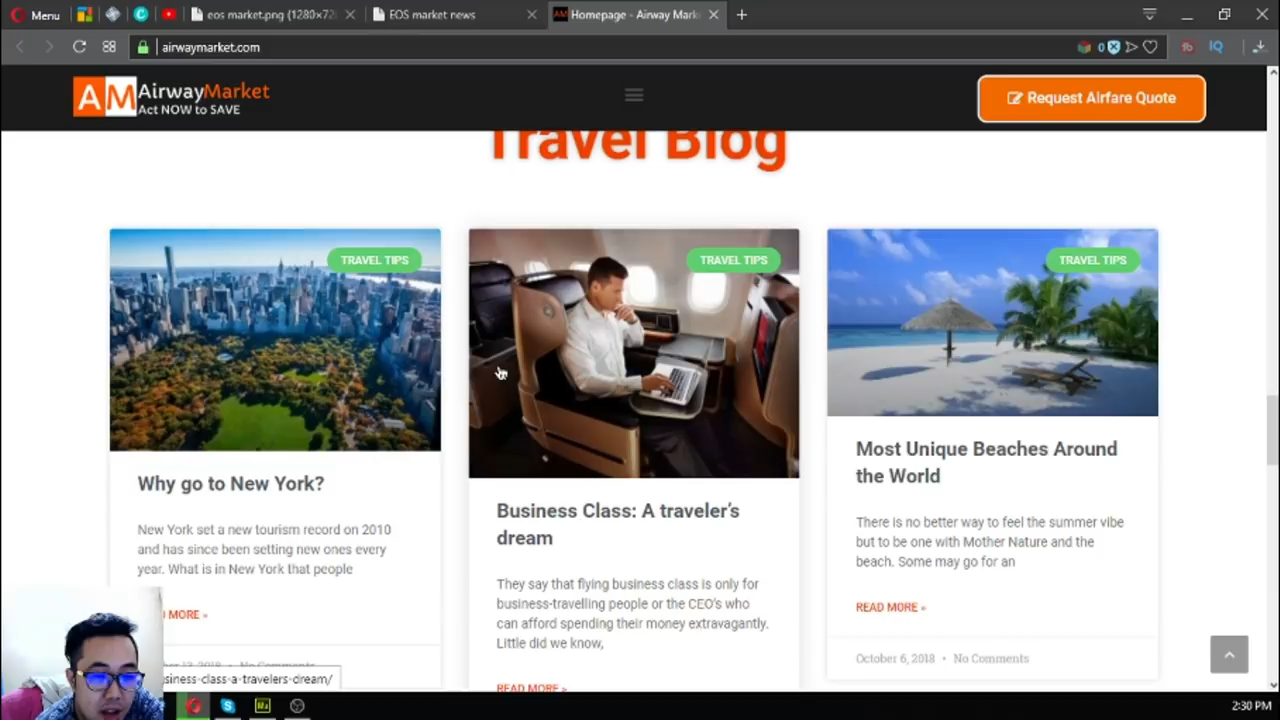 Menu
eos market.png (1280×72
EOS market news
AM
Homepage - Airway Mark
airwaymarket.com
0
IQ
AM
AirwayMarket
Act NOW to SAVE
Request Airfare Quote
Travel Blog
TRAVEL TIPS
TRAVEL TIPS
TRAVEL TIPS
Why go to New York?
New York set a new tourism record on 2010
and has since been setting new ones every
year. What is in New York that people
MORE »
13, 2018 • No Comments
Business Class: A traveler's
dream
They say that flying business class is only for
business-travelling people or the CEO's who
can afford spending their money extravagantly.
Little did we know,
READ MORE »
Most Unique Beaches Around
the World
There is no better way to feel the summer vibe
but to be one with Mother Nature and the
beach. Some may go for an
READ MORE »
October 6, 2018 • No Comments
siness-class-a-travelers-dream/
2:30 PM